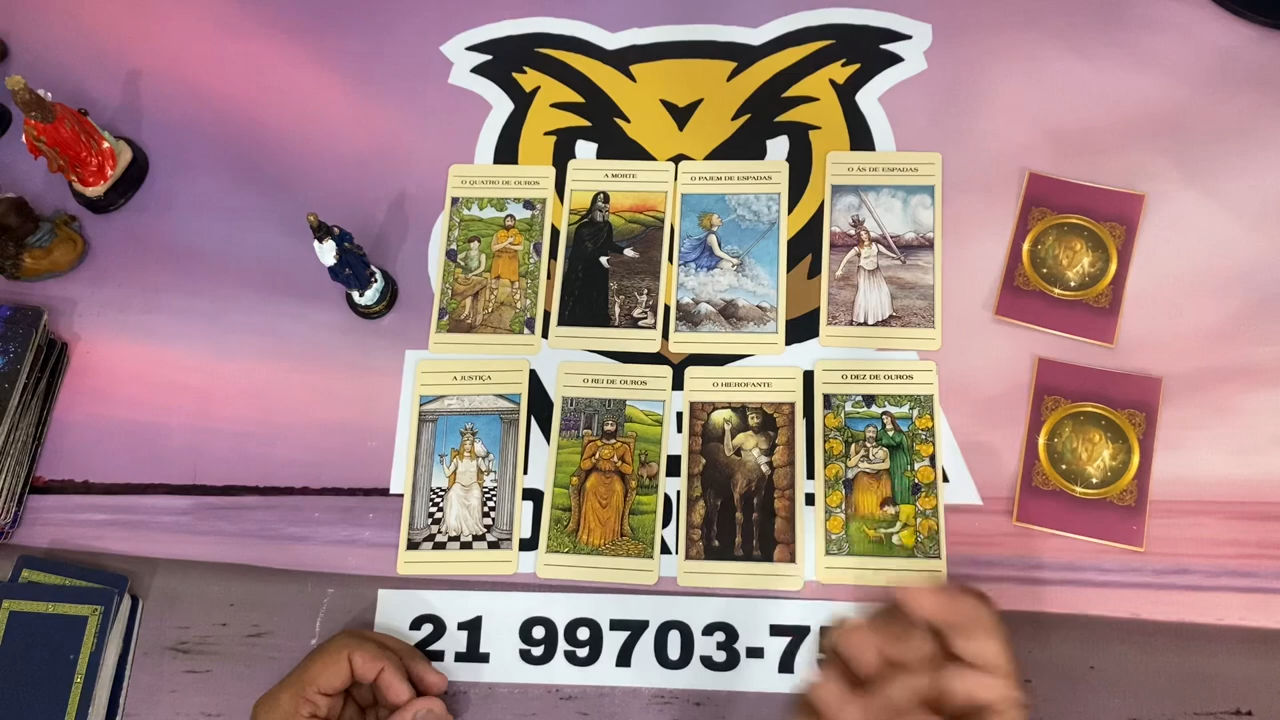 O QUATRO DE OUROS
A MORTE
O PAJEM DE ESPADAS
O ÁS DE ESPADAS
A JUSTIÇA
O REI DE OUROS
O HIEROFANTE
O DEZ DE OUROS
21 99703-7